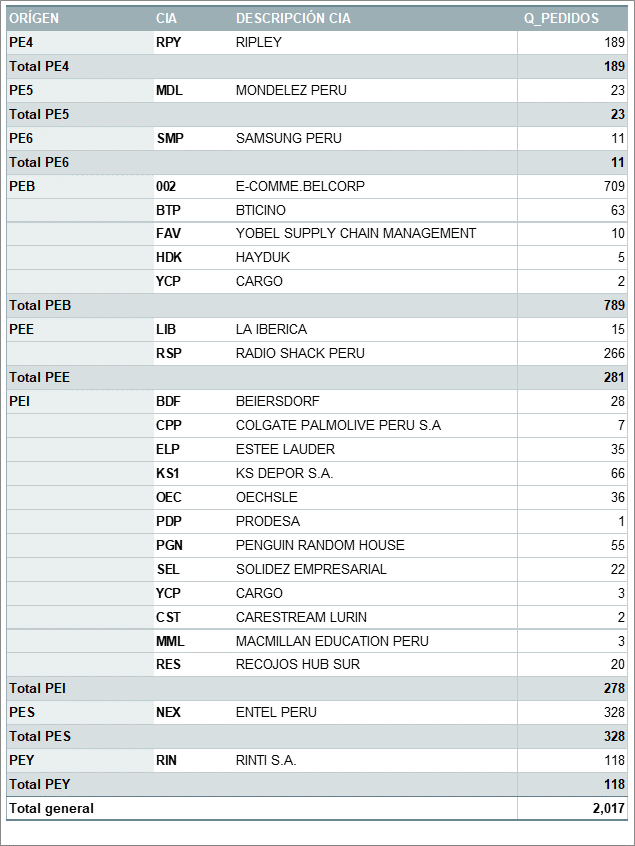 ORÍGEN CIA DESCRIPCIÓN CIA Q_PEDIDOS
PE4 RPY RIPLEY 189
Total PE4 189
PE5 MDL MONDELEZ PERU 23
Total PE5 23
PE6 SMP SAMSUNG PERU 11
Total PE6 11
PEB 002 E-COMME.BELCORP 709
BTP BTICINO 63
FAV YOBEL SUPPLY CHAIN MANAGEMENT 10
HDK HAYDUK 5
YCP CARGO 2
Total PEB 789
PEE LIB LA IBERICA 15
RSP RADIO SHACK PERU 266
Total PEE 281
PEI BDF BEIERSDORF 28
CPP COLGATE PALMOLIVE PERU S.A 7
ELP ESTEE LAUDER 35
KS1 KS DEPOR S.A. 66
OEC OECHSLE 36
PDP PRODESA 1
PGN PENGUIN RANDOM HOUSE 55
SEL SOLIDEZ EMPRESARIAL 22
YCP CARGO 3
CST CARESTREAM LURIN 2
MML MACMILLAN EDUCATION PERU 3
RES RECOJOS HUB SUR 20
Total PEI 278
PES NEX ENTEL PERU 328
Total PES 328
PEY RIN RINTI S.A. 118
Total PEY 118
Total general 2,017